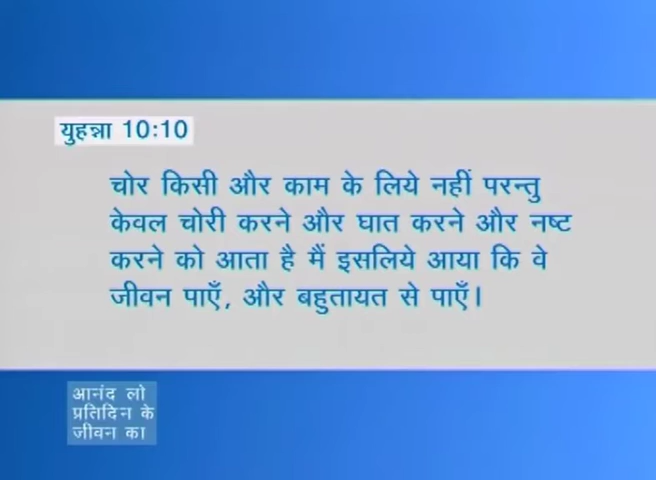 युहन्ना 10:10
चोर किसी और काम के लिये नहीं परन्तु
केवल चोरी करने और घात करने और नष्ट
करने को आता है मैं इसलिये आया कि वे
जीवन पाएँ, और बहुतायत से पाएँ।
आनंद लो
प्रतिदिन के
जीवन का